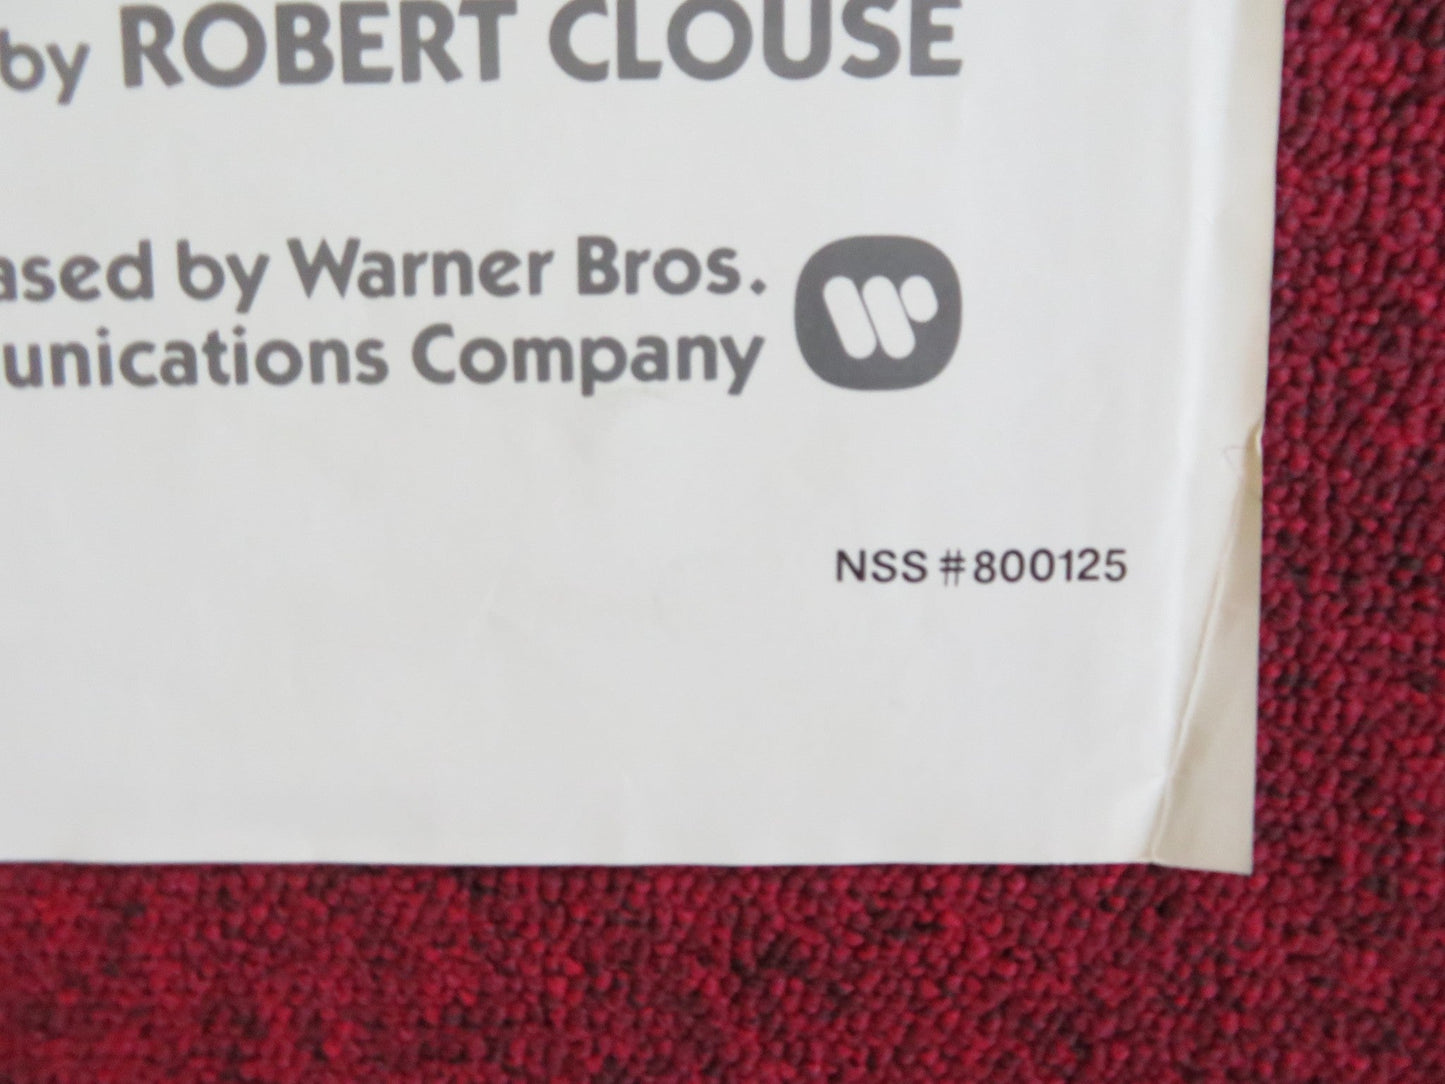 by ROBERT CLOUSE
ased by Warner Bros.
unications Company
NSS #800125